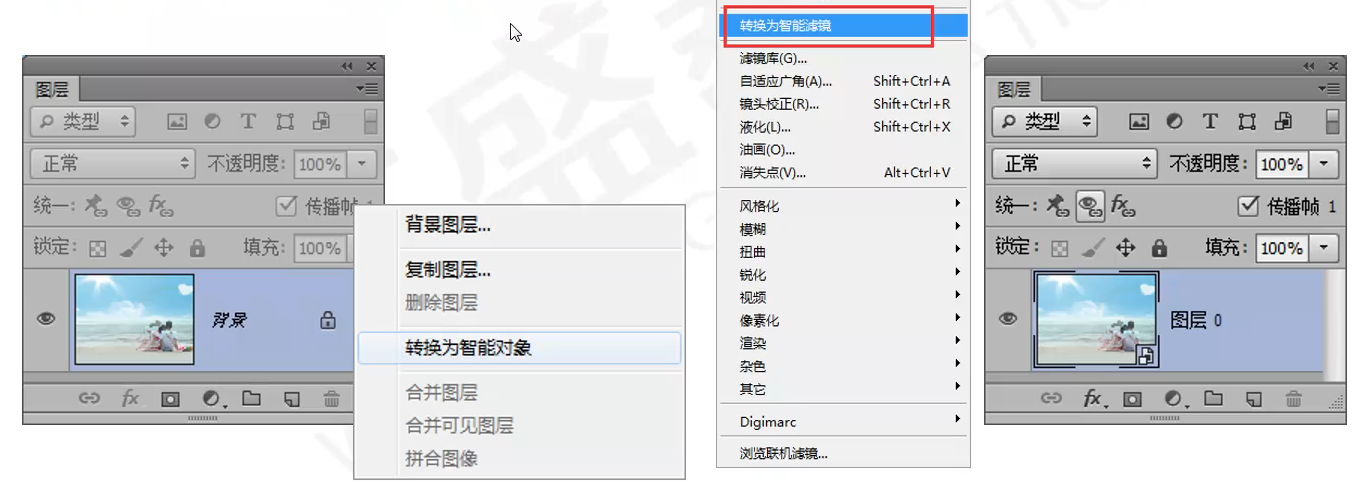 图层
类型
正常
不透明度: 100%
统一:
传播帧 1
锁定:
填充: 100%
背景
fx
背景图层...
复制图层...
删除图层
转换为智能对象
合并图层
合并可见图层
拼合图像
转换为智能滤镜
滤镜库(G)...
自适应广角(A)... Shift+Ctrl+A
镜头校正(R)... Shift+Ctrl+R
液化(L)... Shift+Ctrl+X
油画(O)...
消失点(V)... Alt+Ctrl+V
风格化
模糊
扭曲
锐化
视频
像素化
渲染
杂色
其它
Digimarc
浏览联机滤镜...
图层
类型
正常
不透明度: 100%
统一:
传播帧 1
锁定:
填充: 100%
图层 0
fx